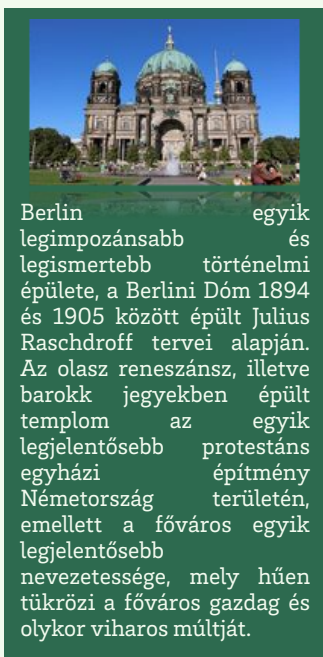 Berlin egyik
legimpozánsabb és
legismertebb történelmi
épülete, a Berlini Dóm 1894
és 1905 között épült Julius
Raschdroff tervei alapján.
Az olasz reneszánsz, illetve
barokk jegyekben épült
templom az egyik
legjelentősebb protestáns
egyházi építmény
Németország területén,
emellett a főváros egyik
legjelentősebb
nevezetessége, mely hűen
tükrözi a főváros gazdag és
olykor viharos múltját.